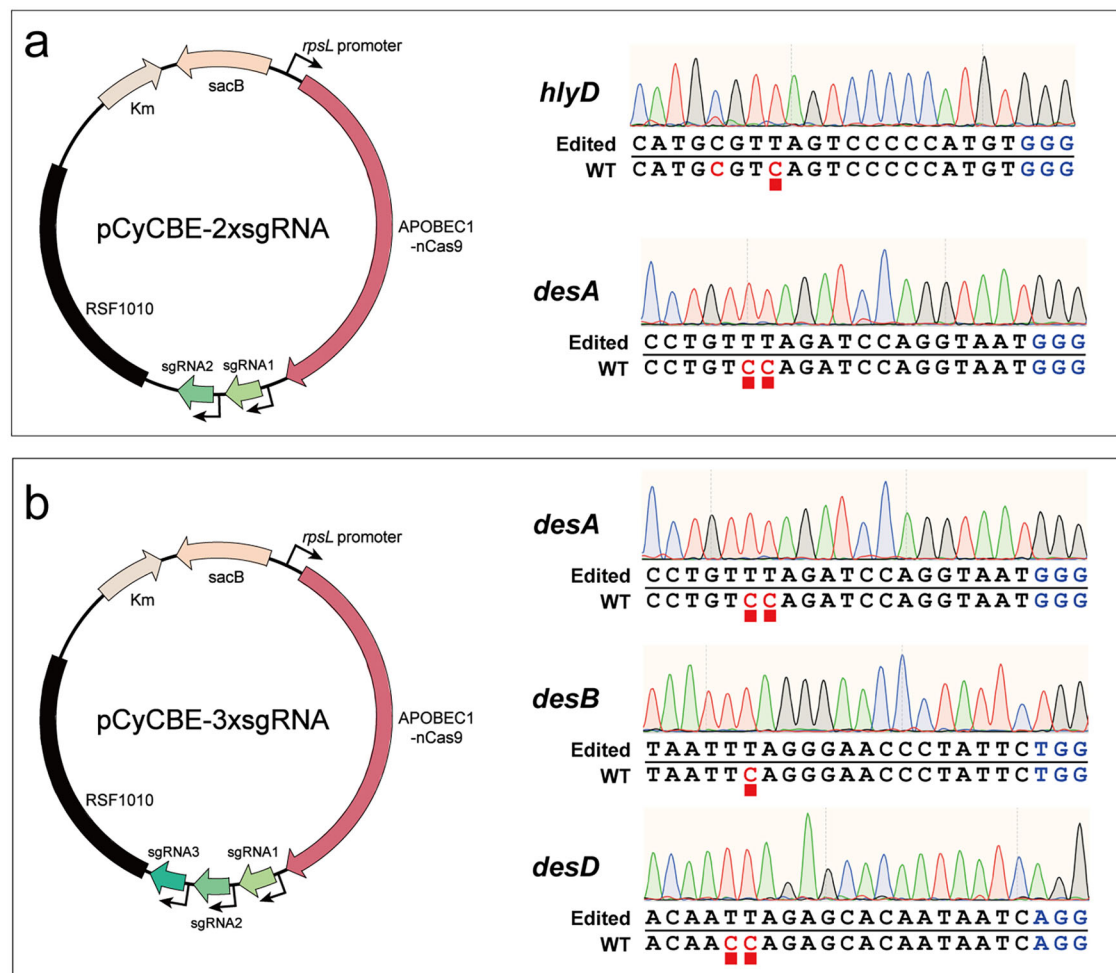 a
rpsL promoter
sacB
Km
pCyCBE-2xsgRNA
APOBEC1
-nCas9
RSF1010
sgRNA2
sgRNA1
hlyD
Edited CATGCGTTAGTCCCCCATGTGGG
WT CATGCGTCAGTCCCCCATGTGGG
desA
Edited CCTGTTTAGATCCAGGTAATGGG
WT CCTGTCCAGATCCAGGTAATGGG
b
rpsL promoter
sacB
Km
pCyCBE-3xsgRNA
APOBEC1
-nCas9
RSF1010
sgRNA3
sgRNA1
sgRNA2
desA
Edited CCTGTTTAGATCCAGGTAATGGG
WT CCTGTCCAGATCCAGGTAATGGG
desB
Edited TAATTTAGGGAACCCTATTCTGG
WT TAATTCAGGGAACCCTATTCTGG
desD
Edited ACAATTAGAGCACAATAATCAGG
WT ACAACCAGAGCACAATAATCAGG